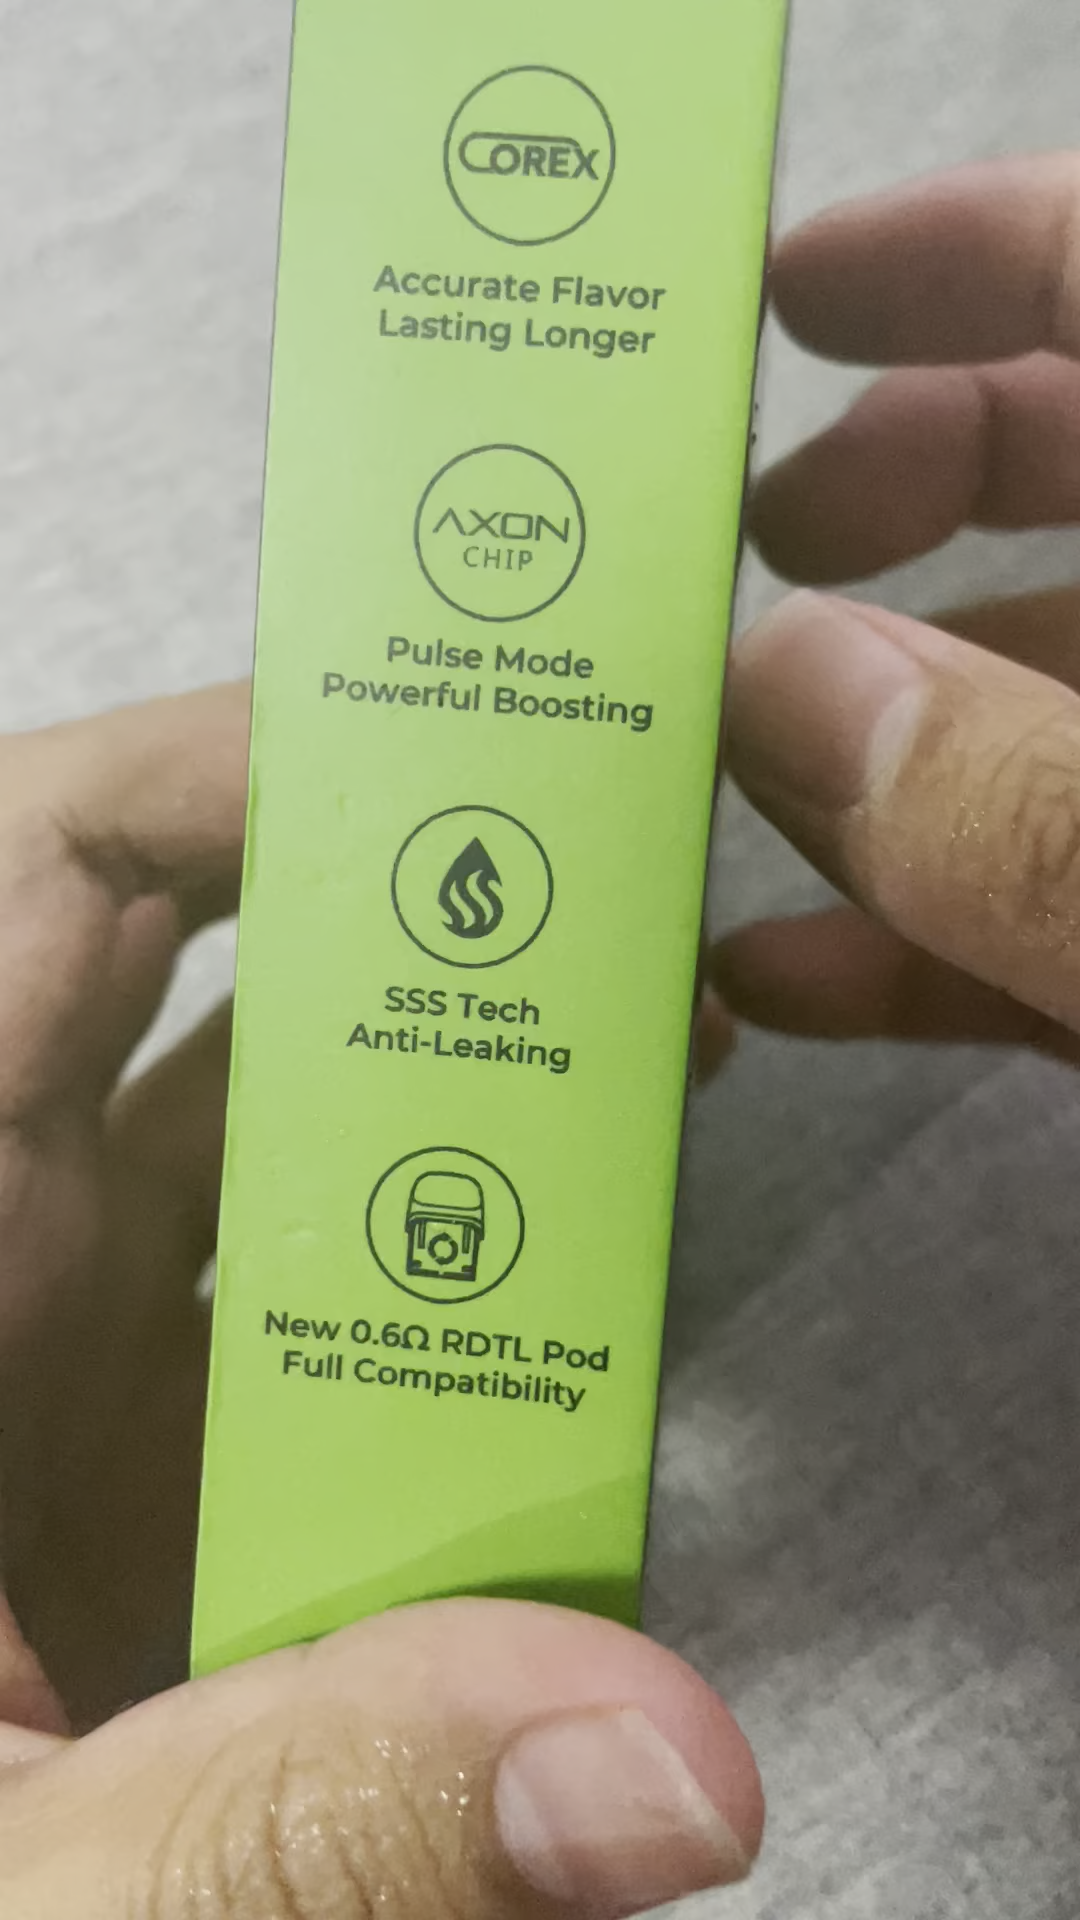 COREX
Accurate Flavor
Lasting Longer
AXON
CHIP
Pulse Mode
Powerful Boosting
SSS Tech
Anti-Leaking
New 0.6Ω RDTL Pod
Full Compatibility